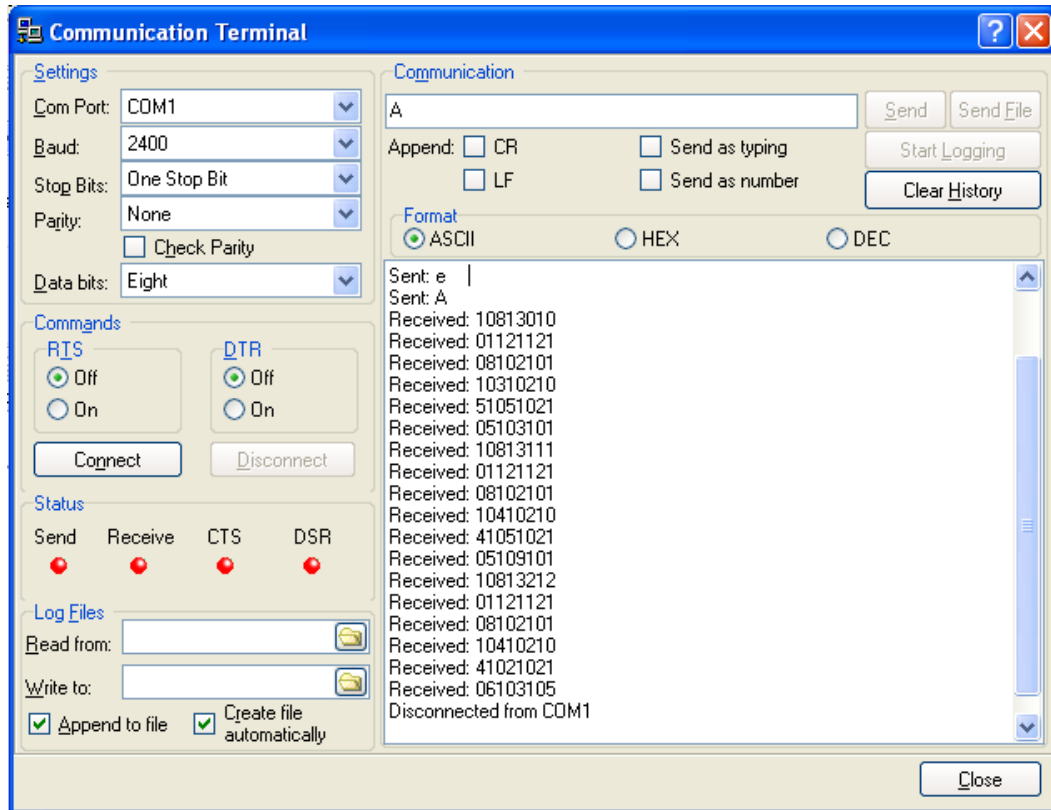 Communication Terminal
Settings
Com Port: COM1
Baud: 2400
Stop Bits: One Stop Bit
Parity: None
Check Parity
Data bits: Eight
Commands
RTS
Off
On
DTR
Off
On
Connect Disconnect
Status
Send Receive CTS DSR
Log Files
Read from:
Write to:
Append to file
Create file
automatically
Communication
A
Send Send File
Append: CR Send as typing
LF Send as number
Start Logging
Clear History
Format
ASCII HEX DEC
Sent: e
Sent: A
Received: 10813010
Received: 01121121
Received: 08102101
Received: 10310210
Received: 51051021
Received: 05103101
Received: 10813111
Received: 01121121
Received: 08102101
Received: 10410210
Received: 41051021
Received: 05109101
Received: 10813212
Received: 01121121
Received: 08102101
Received: 10410210
Received: 41021021
Received: 06103105
Disconnected from COM1
Close